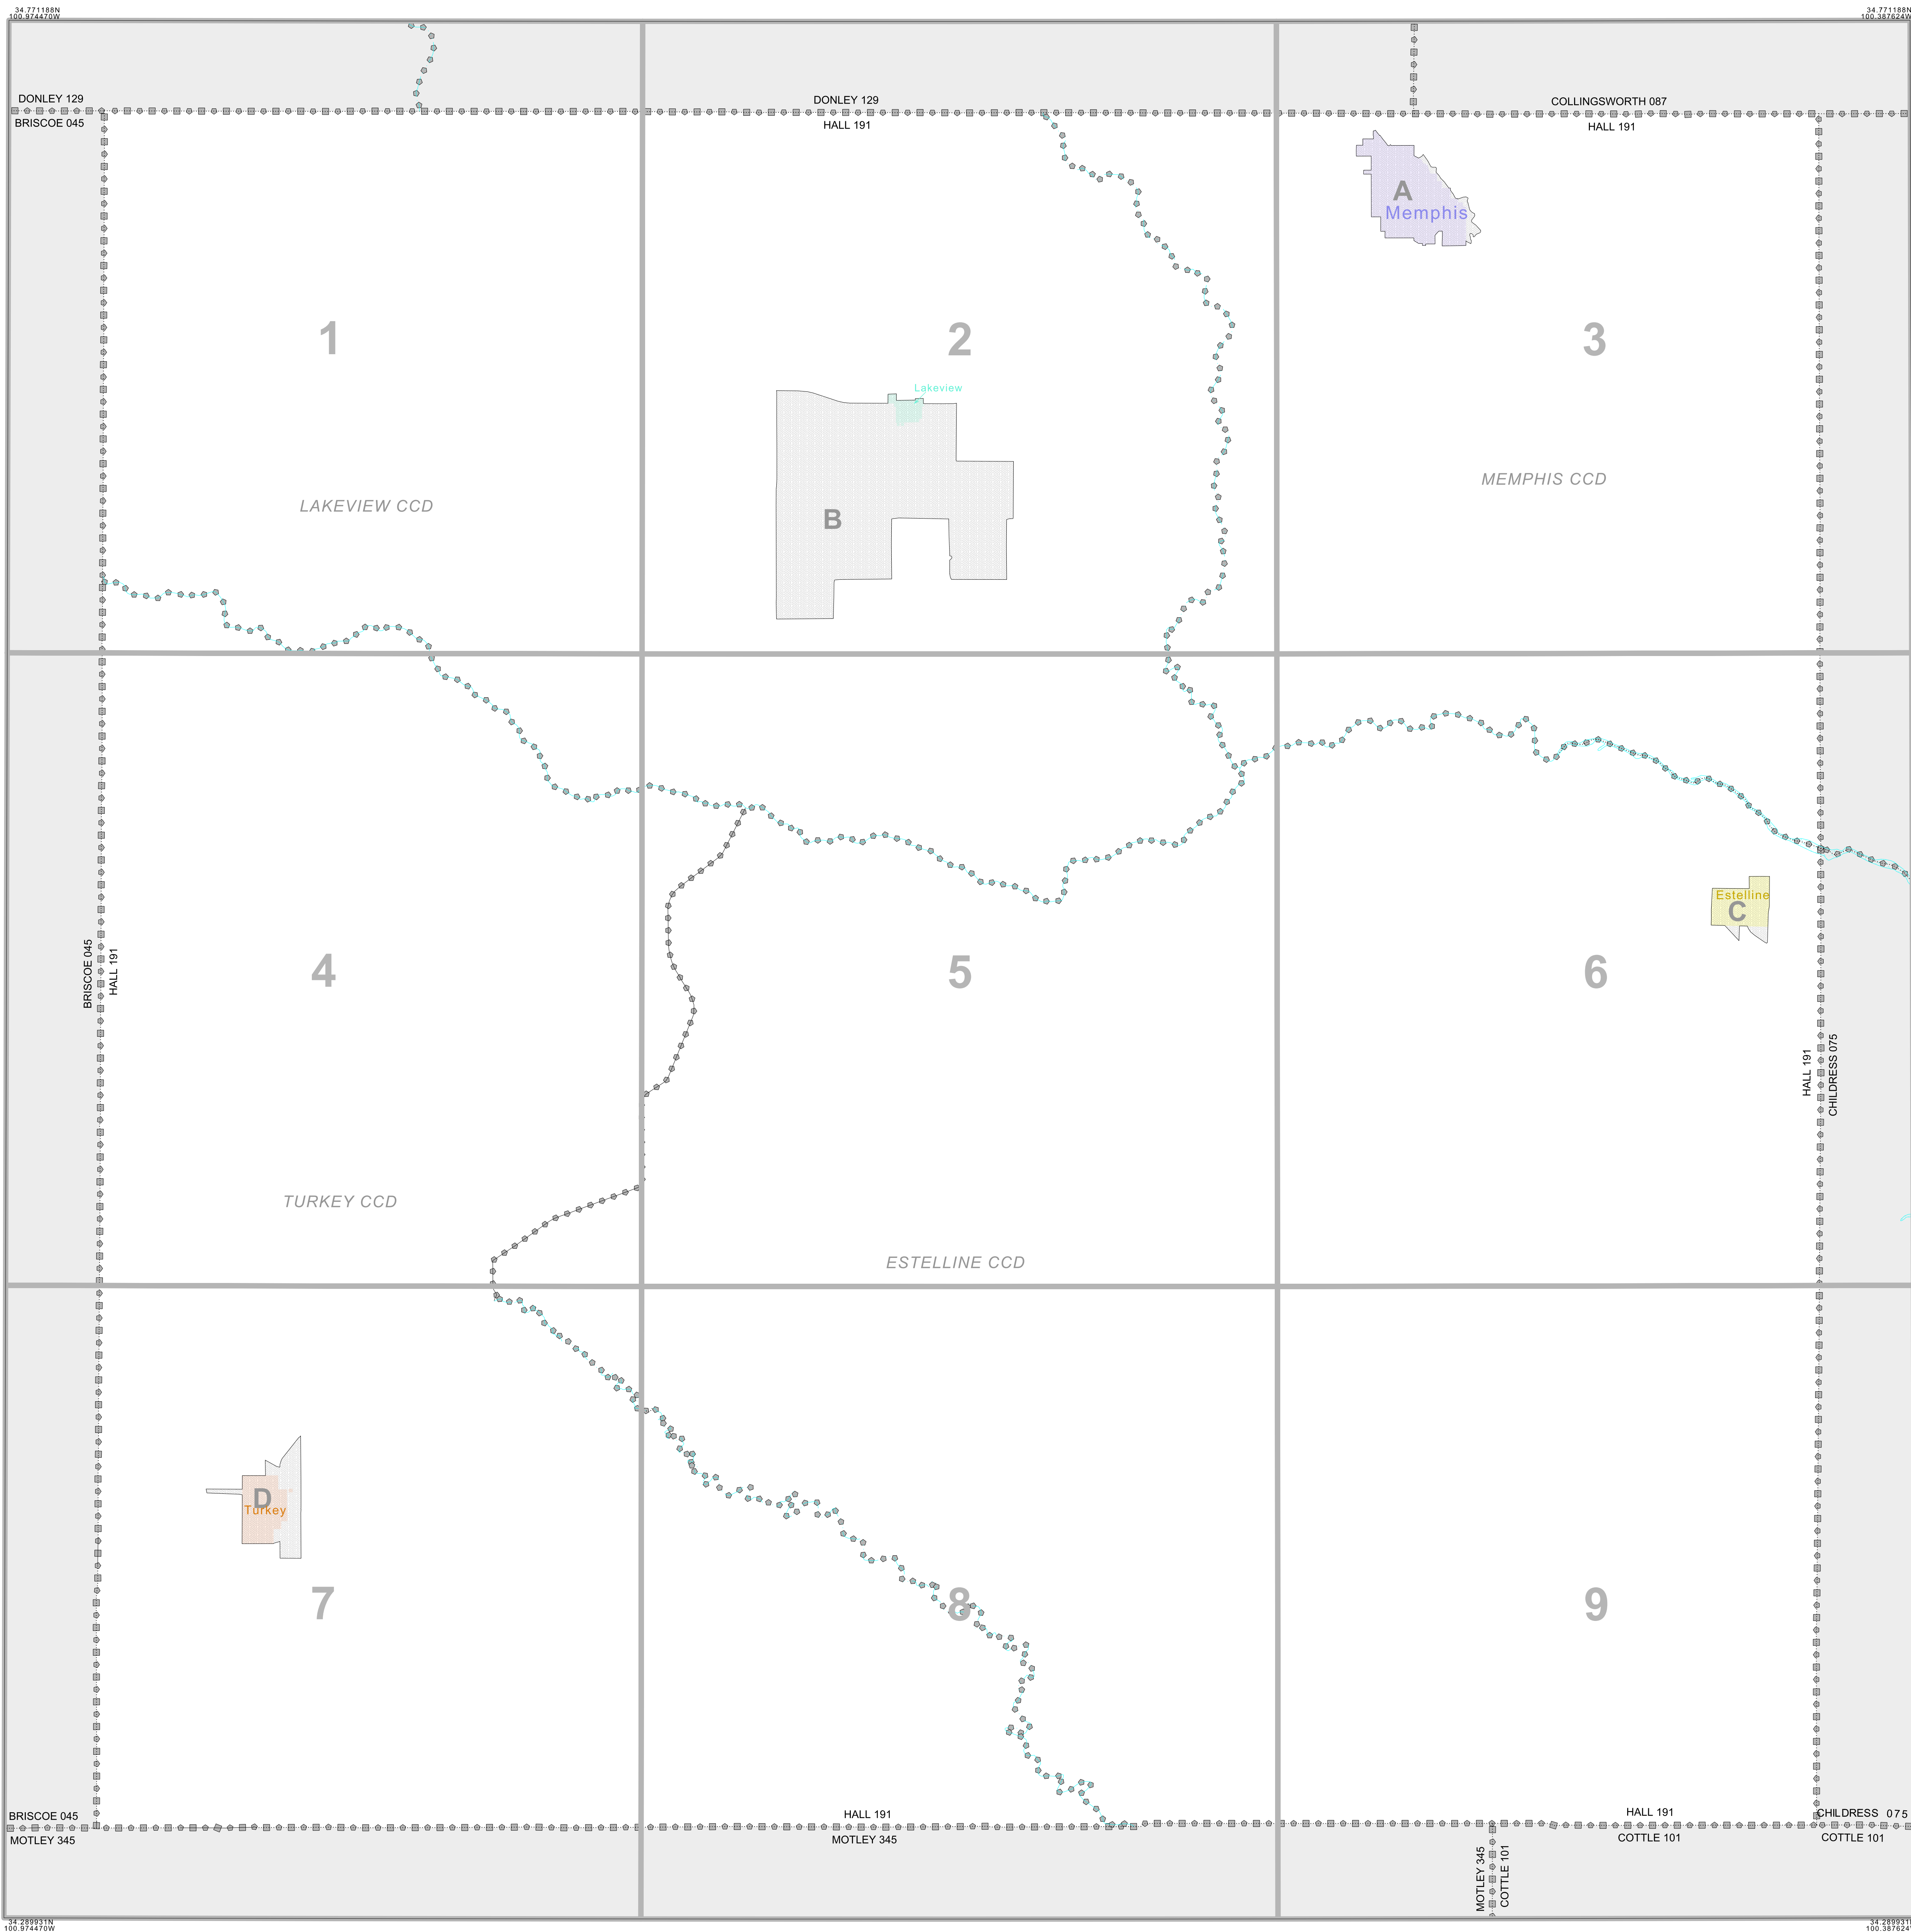 34.771188N
100.974470W
34.771188N
100.387624W
DONLEY 129
BRISCOE 045
DONLEY 129
HALL 191
COLLINGSWORTH 087
HALL 191
A
Memphis
1
2
3
Lakeview
LAKEVIEW CCD
B
MEMPHIS CCD
Estelline
C
BRISCOE 045
HALL 191
4
5
6
HALL 191
CHILDRESS 075
TURKEY CCD
ESTELLINE CCD
D
Turkey
7
8
9
BRISCOE 045
MOTLEY 345
HALL 191
MOTLEY 345
HALL 191
COTTLE 101
CHILDRESS 075
COTTLE 101
MOTLEY 345
COTTLE 101
34.289931N
100.974470W
34.289931N
100.387624W